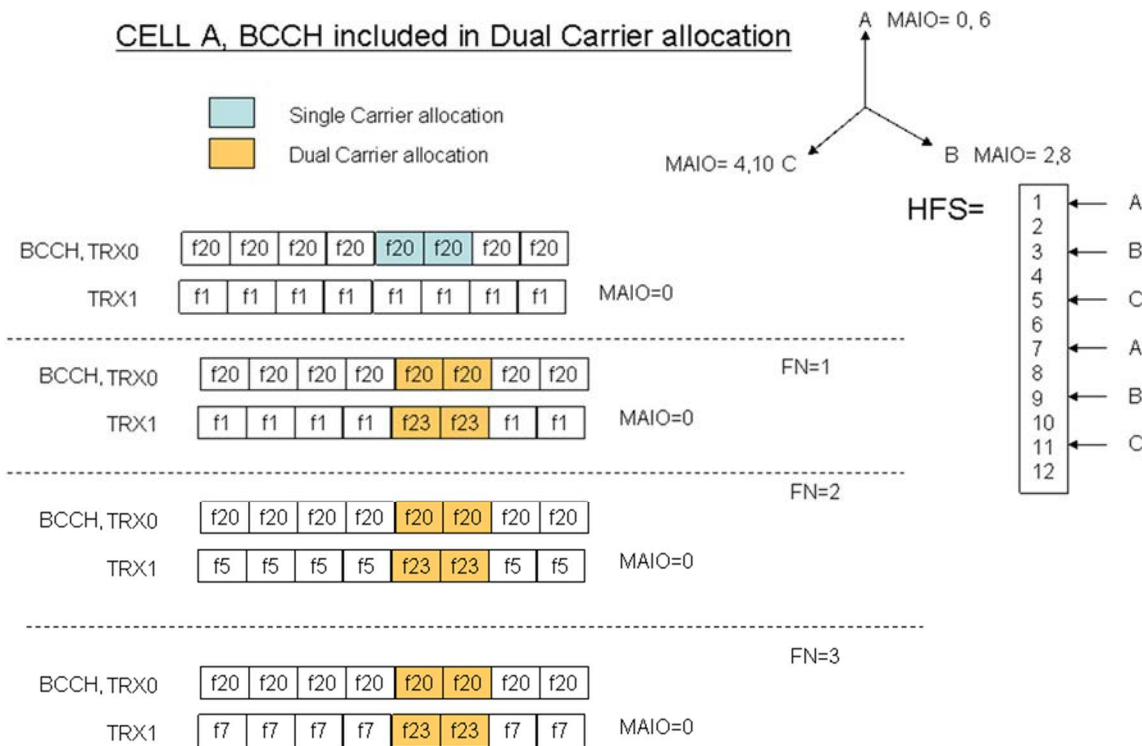 CELL A, BCCH included in Dual Carrier allocation
A MAIO= 0, 6
Single Carrier allocation
Dual Carrier allocation
MAIO= 4,10 C
B MAIO= 2,8
HFS=
1 A
2
3 B
4
5 C
6
7 A
8
9 B
10
11 C
12
BCCH, TRX0 f20 f20 f20 f20 f20 f20 f20 f20
TRX1 f1 f1 f1 f1 f1 f1 f1 f1 MAIO=0
FN=1
BCCH, TRX0 f20 f20 f20 f20 f20 f20 f20 f20
TRX1 f1 f1 f1 f1 f23 f23 f1 f1 MAIO=0
FN=2
BCCH, TRX0 f20 f20 f20 f20 f20 f20 f20 f20
TRX1 f5 f5 f5 f5 f23 f23 f5 f5 MAIO=0
FN=3
BCCH, TRX0 f20 f20 f20 f20 f20 f20 f20 f20
TRX1 f7 f7 f7 f7 f23 f23 f7 f7 MAIO=0